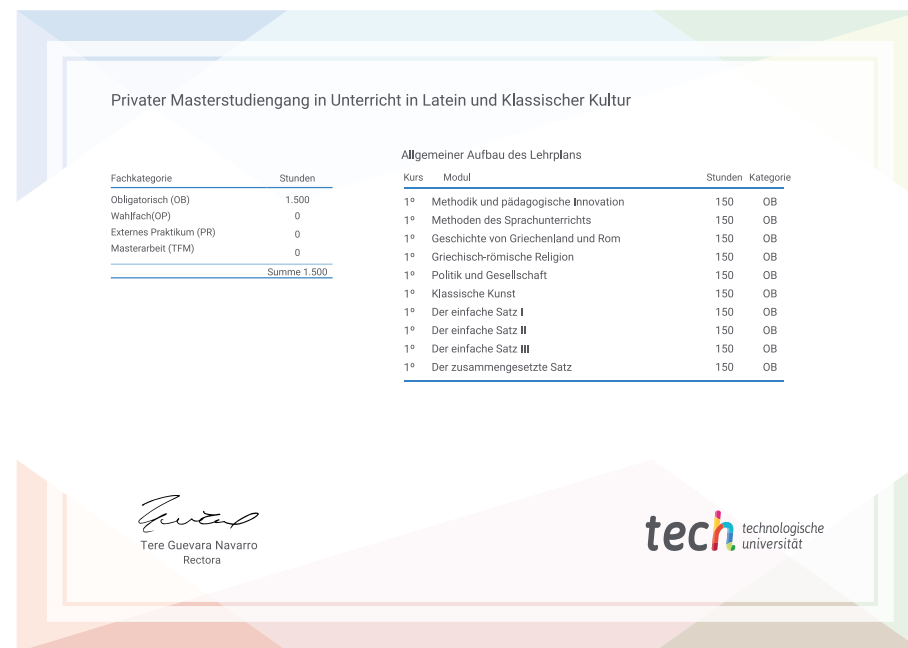 Privater Masterstudiengang in Unterricht in Latein und Klassischer Kultur
Fachkategorie Stunden
Obligatorisch (OB) 1.500
Wahlfach(OP) 0
Externes Praktikum (PR) 0
Masterarbeit (TFM) 0
Summe 1.500
Allgemeiner Aufbau des Lehrplans
Kurs Modul Stunden Kategorie
1º Methodik und pädagogische Innovation 150 OB
1º Methoden des Sprachunterrichts 150 OB
1º Geschichte von Griechenland und Rom 150 OB
1º Griechisch-römische Religion 150 OB
1º Politik und Gesellschaft 150 OB
1º Klassische Kunst 150 OB
1º Der einfache Satz I 150 OB
1º Der einfache Satz II 150 OB
1º Der einfache Satz III 150 OB
1º Der zusammengesetzte Satz 150 OB
Tere Guevara Navarro
Rectora
tech technologische
universität